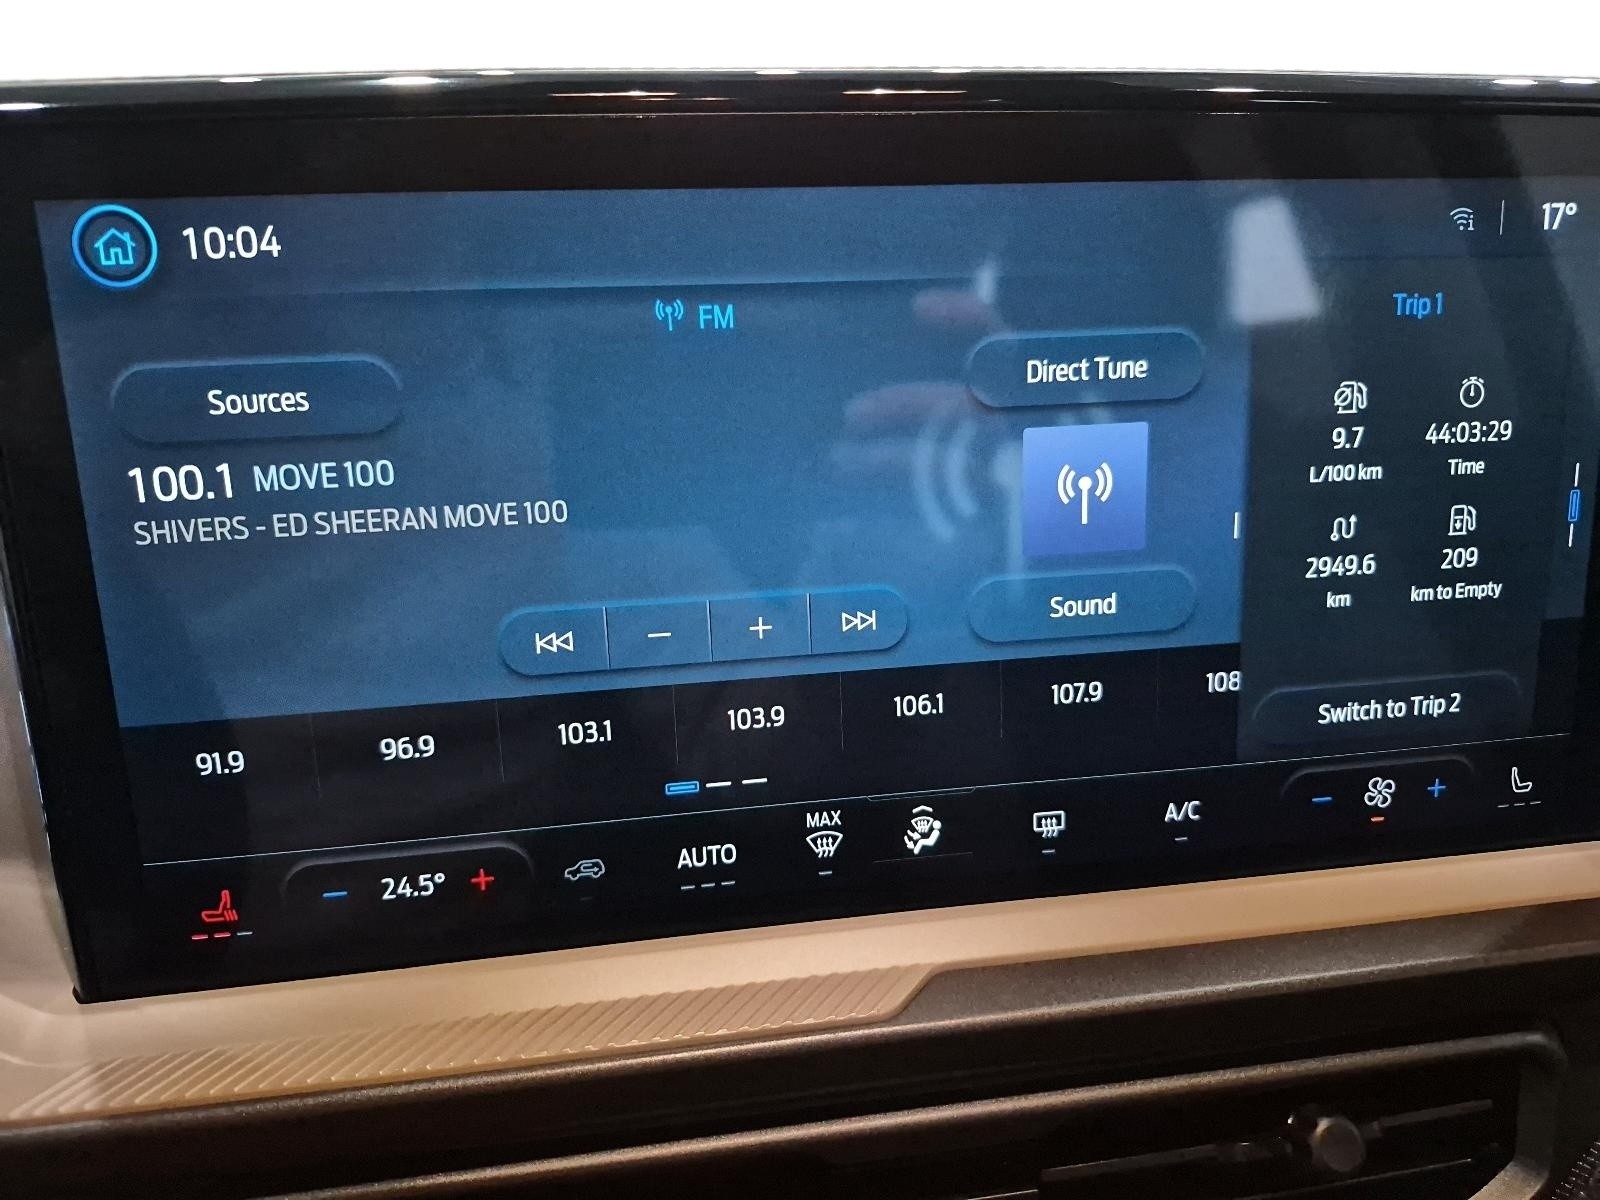 10:04
17°
FM
Trip 1
Sources
Direct Tune
100.1 MOVE 100
SHIVERS - ED SHEERAN MOVE 100
9.7
L/100 km
44:03:29
Time
2949.6
km
209
km to Empty
Sound
Switch to Trip 2
91.9 96.9 103.1 103.9 106.1 107.9 108
24.5°
AUTO
MAX
A/C